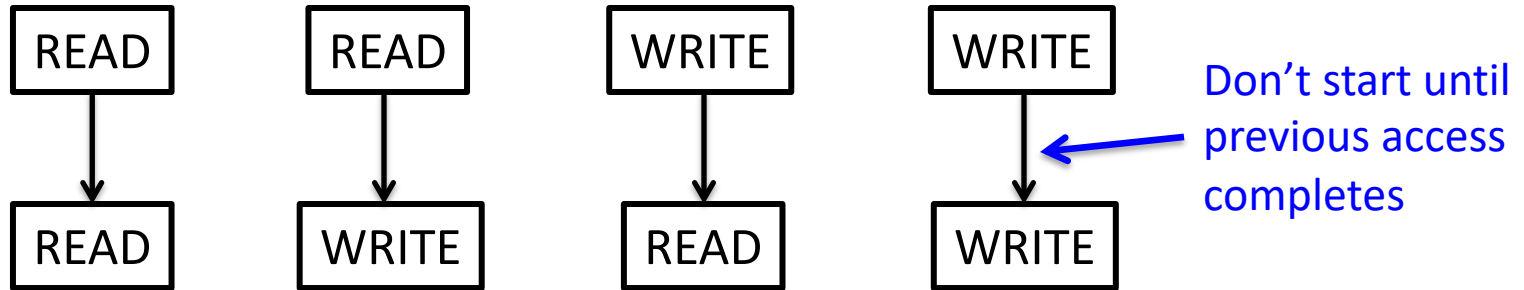 READ READ WRITE WRITE
Don’t start until
previous access
completes
READ WRITE READ WRITE